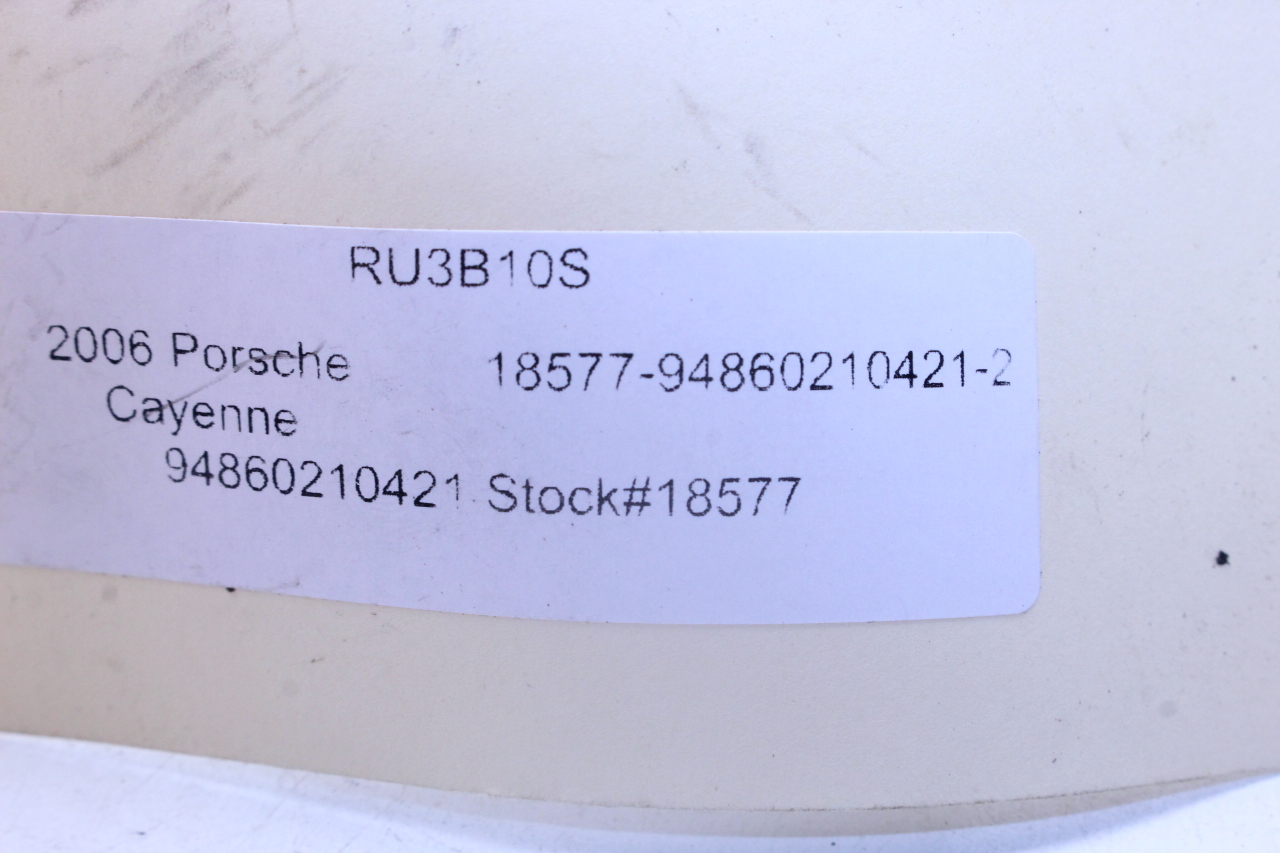 RU3B10S
2006 Porsche
Cayenne
18577-94860210421-2
94860210421 Stock#18577